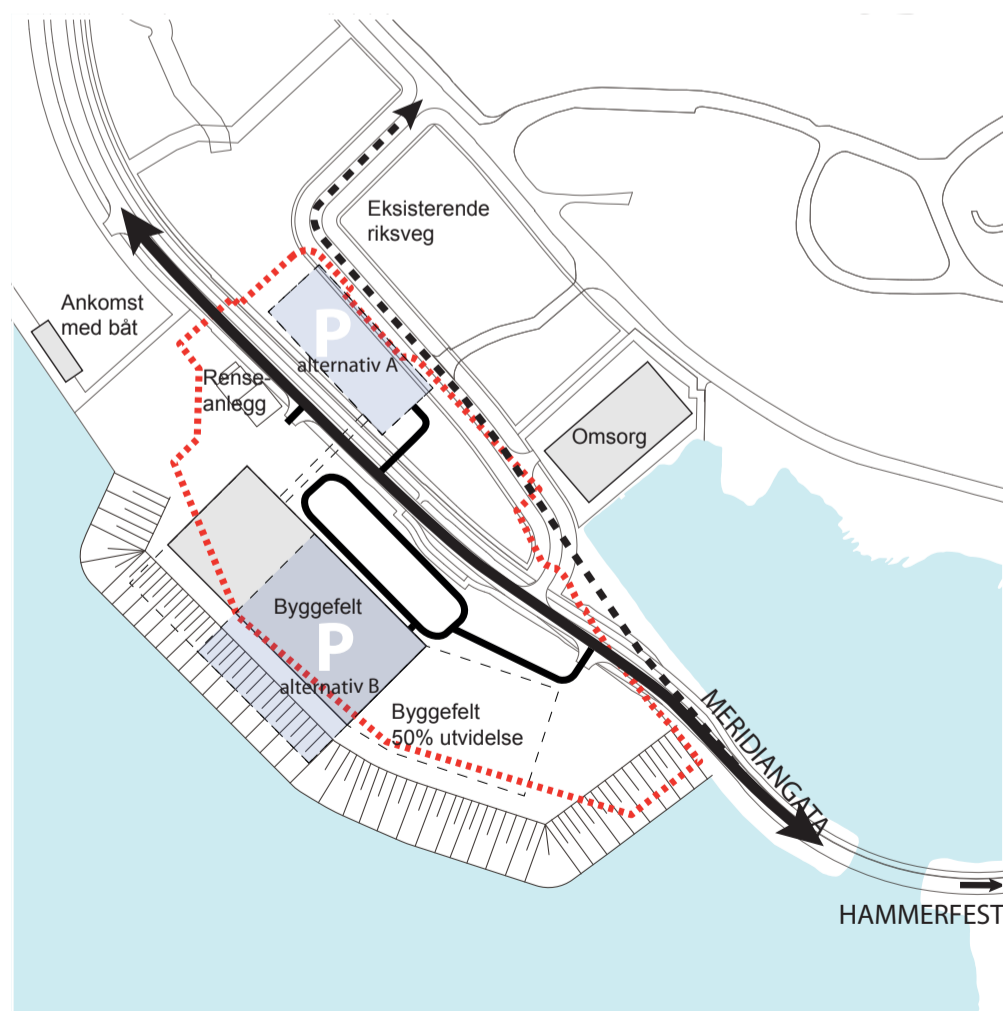 Eksisterende
riksveg
Ankomst
med båt
P
alternativ A
Rense-
anlegg
Omsorg
Byggefelt
P
alternativ B
Byggefelt
50% utvidelse
MERIDIANGATA
HAMMERFEST